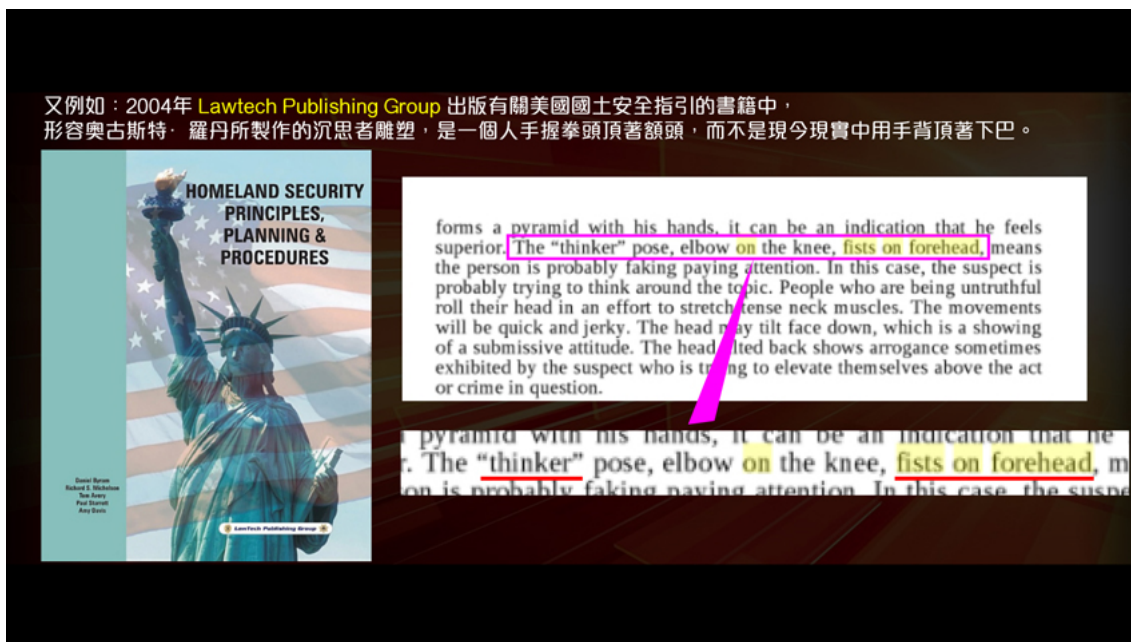 又例如：2004年 Lawtech Publishing Group 出版有關美國國土安全指引的書籍中，
形容奧古斯特· 羅丹所製作的沉思者雕塑，是一個人手握拳頭頂著額頭，而不是現今現實中用手背頂著下巴。
HOMELAND SECURITY
PRINCIPLES,
PLANNING &
PROCEDURES
Daniel Byram
Richard S. Michelson
Tom Avery
Paul Sharrett
Amy Davis
LawTech Publishing Group
forms a pyramid with his hands, it can be an indication that he feels
superior. The “thinker” pose, elbow on the knee, fists on forehead, means
the person is probably faking paying attention. In this case, the suspect is
probably trying to think around the topic. People who are being untruthful
roll their head in an effort to stretch tense neck muscles. The movements
will be quick and jerky. The head may tilt face down, which is a showing
of a submissive attitude. The head tilted back shows arrogance sometimes
exhibited by the suspect who is trying to elevate themselves above the act
or crime in question.
pyramid with his hands, it can be an indication that he
r. The “thinker” pose, elbow on the knee, fists on forehead, m
on is probably faking paying attention. In this case, the suspe